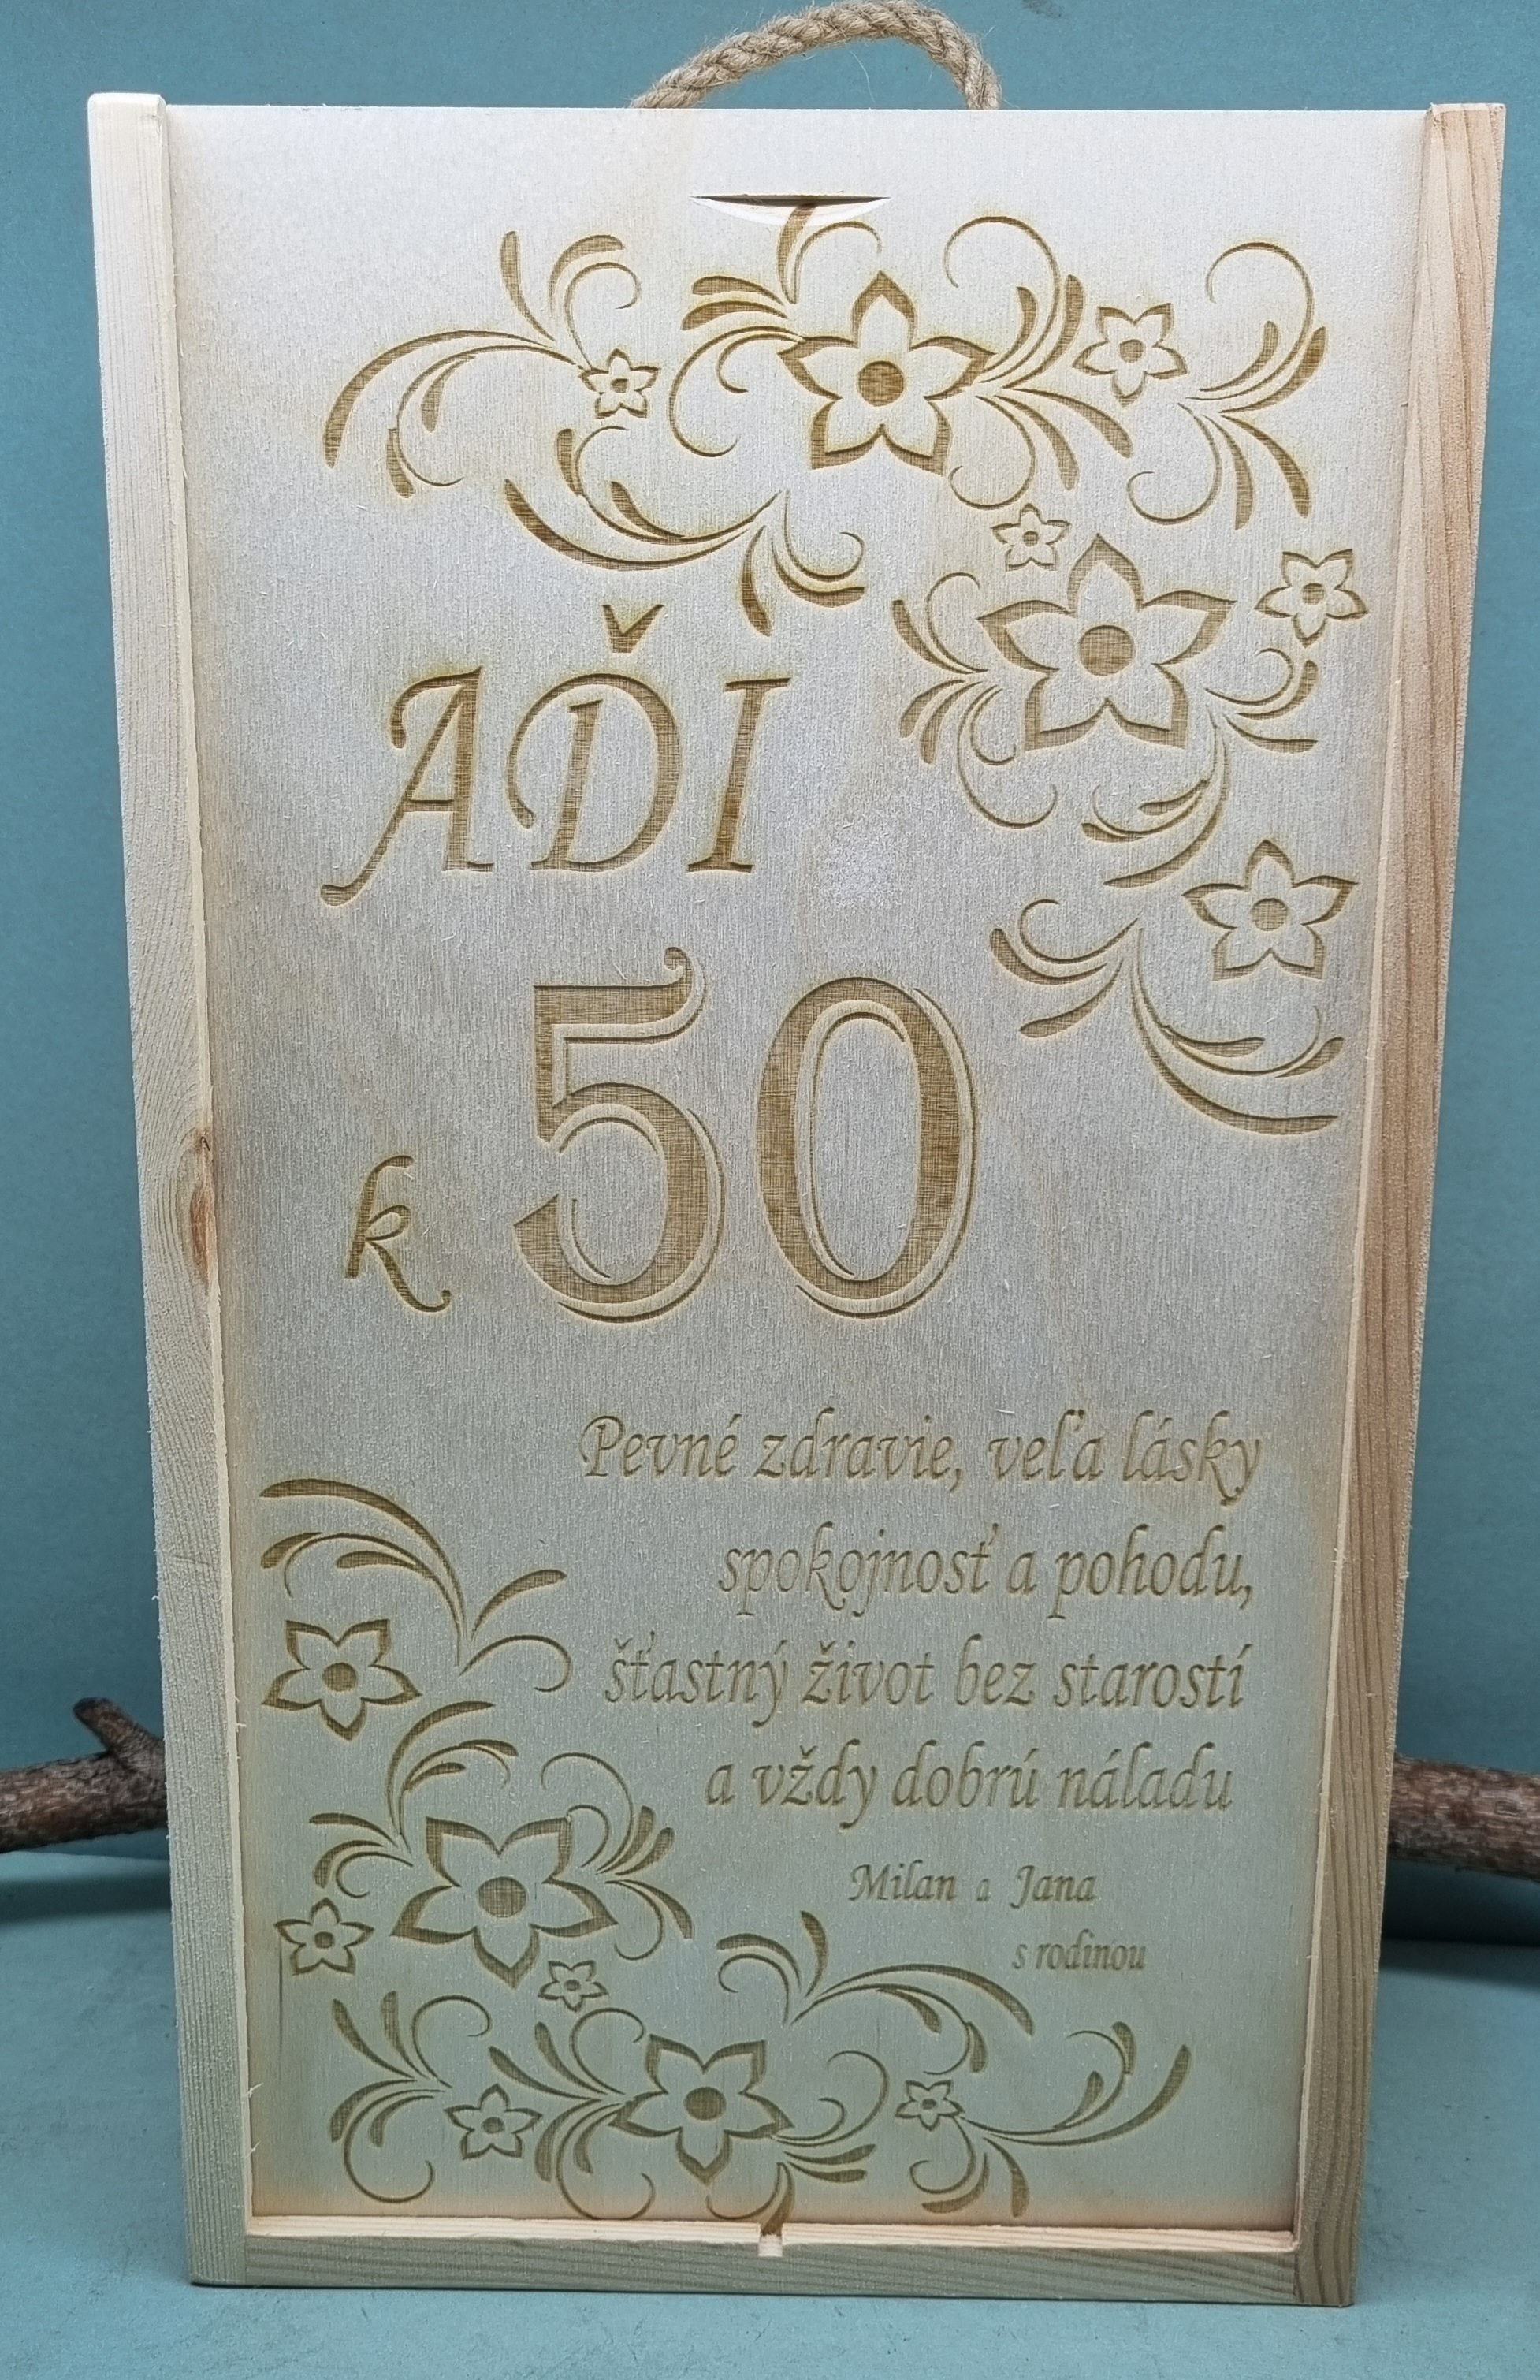 AĎI
k 50
Pevné zdravie, veľa lásky
spokojnosť a pohodu,
šťastný život bez starostí
a vždy dobrú náladu
Milan a Jana
s rodinou